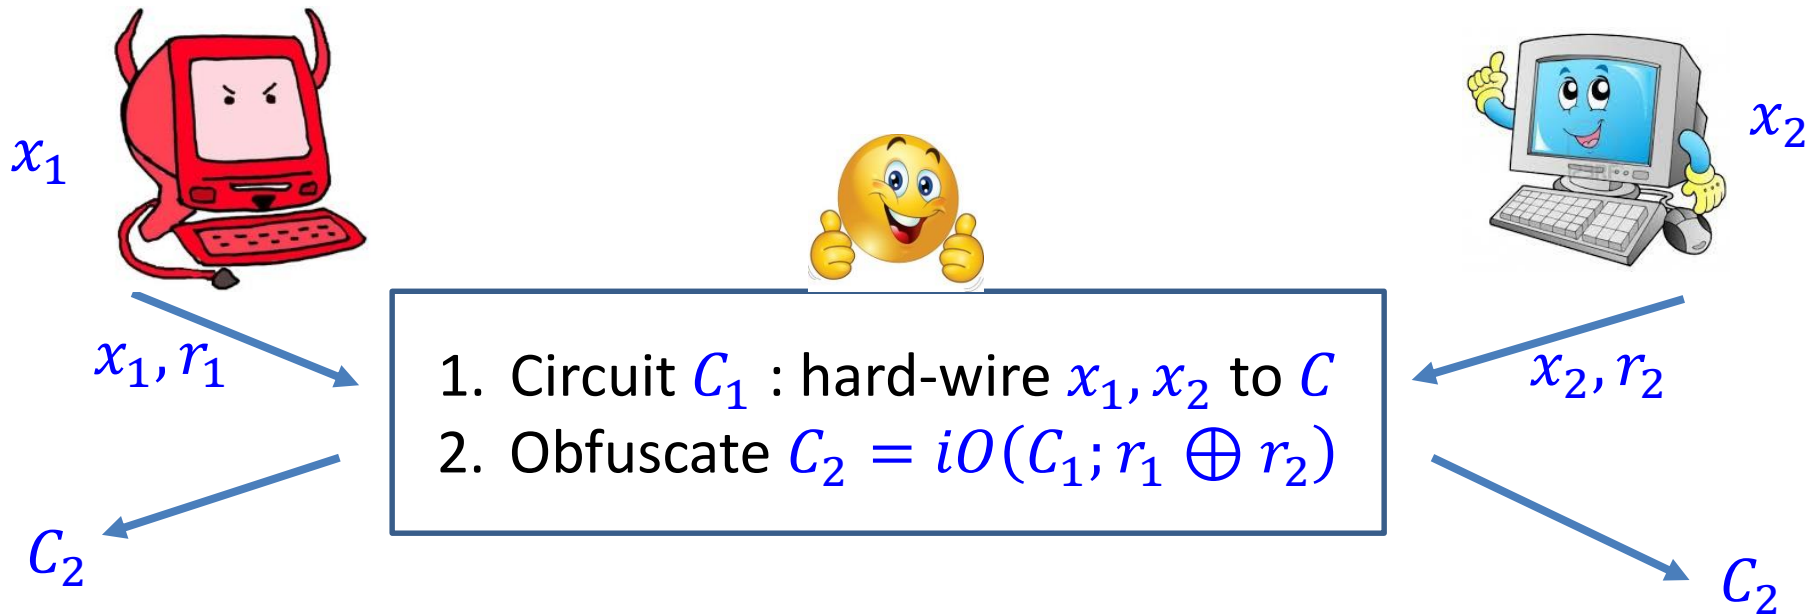 x₁
x₂
x₁, r₁
x₂, r₂
1. Circuit C₁ : hard-wire x₁, x₂ to C
2. Obfuscate C₂ = iO(C₁; r₁ ⊕ r₂)
C₂
C₂